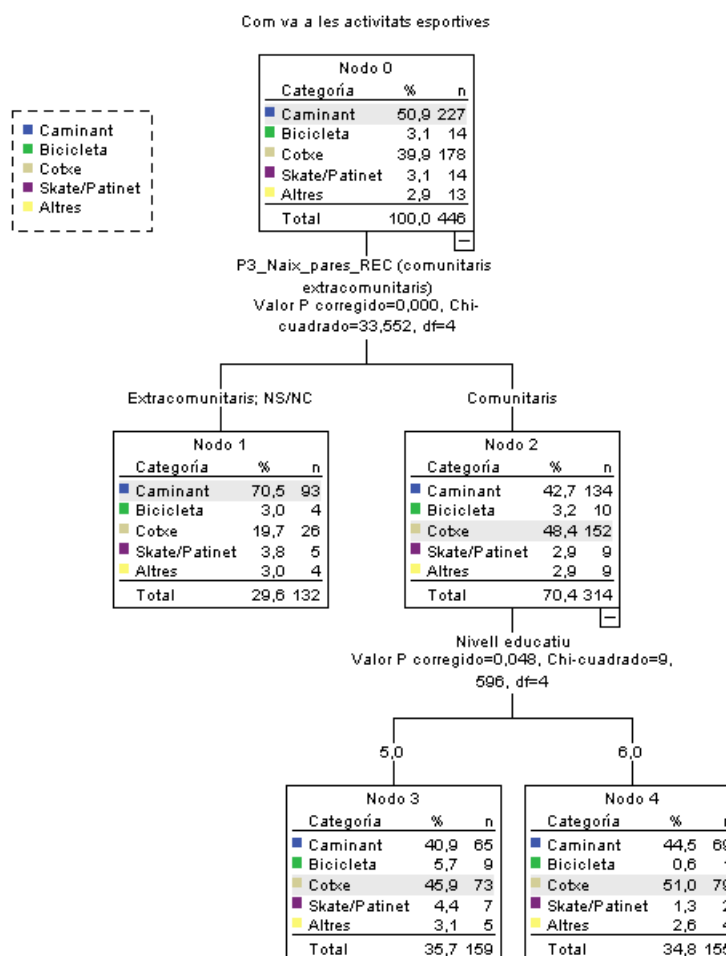 Com va a les activitats esportives
Nodo 0
Categoría % n
Caminant 50,9 227
Bicicleta 3,1 14
Cotxe 39,9 178
Skate/Patinet 3,1 14
Altres 2,9 13
Total 100,0 446
Caminant
Bicicleta
Cotxe
Skate/Patinet
Altres
P3_Naix_pares_REC (comunitaris
extracomunitaris)
Valor P corregido=0,000, Chi-
cuadrado=33,552, df=4
Extracomunitaris; NS/NC
Comunitaris
Nodo 1
Categoría % n
Caminant 70,5 93
Bicicleta 3,0 4
Cotxe 19,7 26
Skate/Patinet 3,8 5
Altres 3,0 4
Total 29,6 132
Nodo 2
Categoría % n
Caminant 42,7 134
Bicicleta 3,2 10
Cotxe 48,4 152
Skate/Patinet 2,9 9
Altres 2,9 9
Total 70,4 314
Nivell educatiu
Valor P corregido=0,048, Chi-cuadrado=9,
596, df=4
5,0
6,0
Nodo 3
Categoría % n
Caminant 40,9 65
Bicicleta 5,7 9
Cotxe 45,9 73
Skate/Patinet 4,4 7
Altres 3,1 5
Total 35,7 159
Nodo 4
Categoría %
Caminant 44,5
Bicicleta 0,6
Cotxe 51,0
Skate/Patinet 1,3
Altres 2,6
Total 34,8